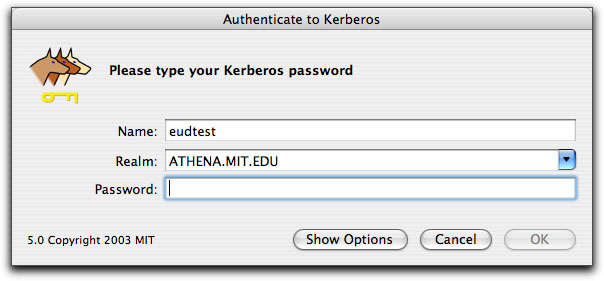 Authenticate to Kerberos
Please type your Kerberos password
Name: eudtest
Realm: ATHENA.MIT.EDU
Password:
5.0 Copyright 2003 MIT Show Options Cancel OK